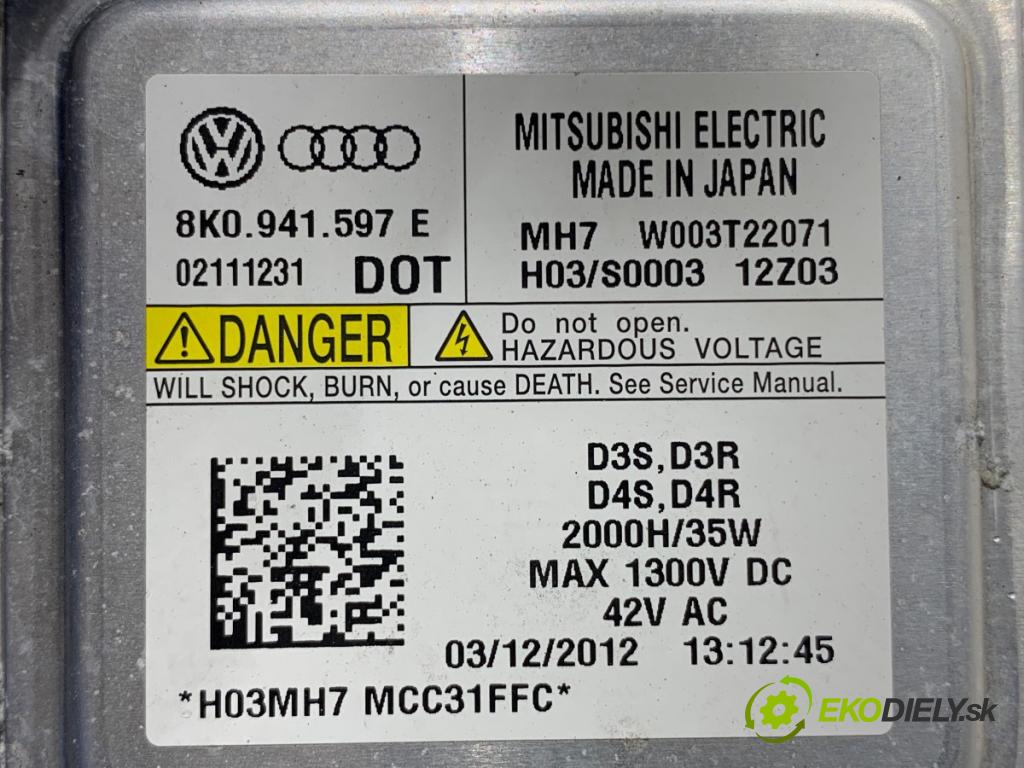 8K0.941.597 E
02111231 DOT
MITSUBISHI ELECTRIC
MADE IN JAPAN
MH7 W003T22071
H03/S0003 12Z03
DANGER
Do not open.
HAZARDOUS VOLTAGE
WILL SHOCK, BURN, or cause DEATH. See Service Manual.
D3S, D3R
D4S, D4R
2000H/35W
MAX 1300V DC
42V AC
03/12/2012 13:12:45
*H03MH7 MCC31FFC*
EKODIELY.sk